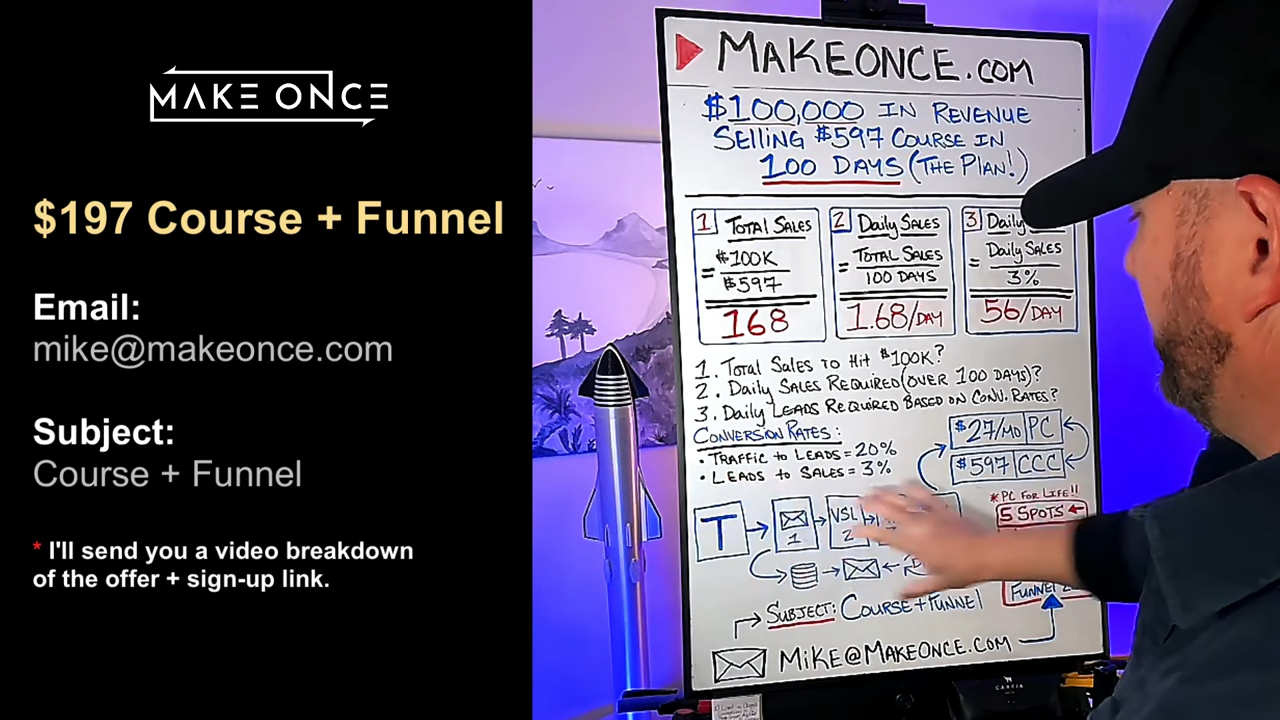 MAKE ONCE
$197 Course + Funnel
Email:
mike@makeonce.com
Subject:
Course + Funnel
* I'll send you a video breakdown
of the offer + sign-up link.
MAKEONCE.COM
$100,000 IN REVENUE
SELLING $597 COURSE IN
100 DAYS (THE PLAN!)
1 TOTAL SALES
= $100K
$597
168
2 DAILY SALES
= TOTAL SALES
100 DAYS
1.68/DAY
3 DAILY
= DAILY SALES
3%
56/DAY
1. TOTAL SALES TO HIT $100K?
2. DAILY SALES REQUIRED (OVER 100 DAYS)?
3. DAILY LEADS REQUIRED BASED ON CONV. RATES?
CONVERSION RATES:
• TRAFFIC TO LEADS = 20%
• LEADS TO SALES = 3%
$27/MO PC
$597 CCC
* PC FOR LIFE!!
5 SPOTS
T
1
VSL
2
FUNNEL
SUBJECT: COURSE + FUNNEL
MIKE@MAKEONCE.COM
CARFIA